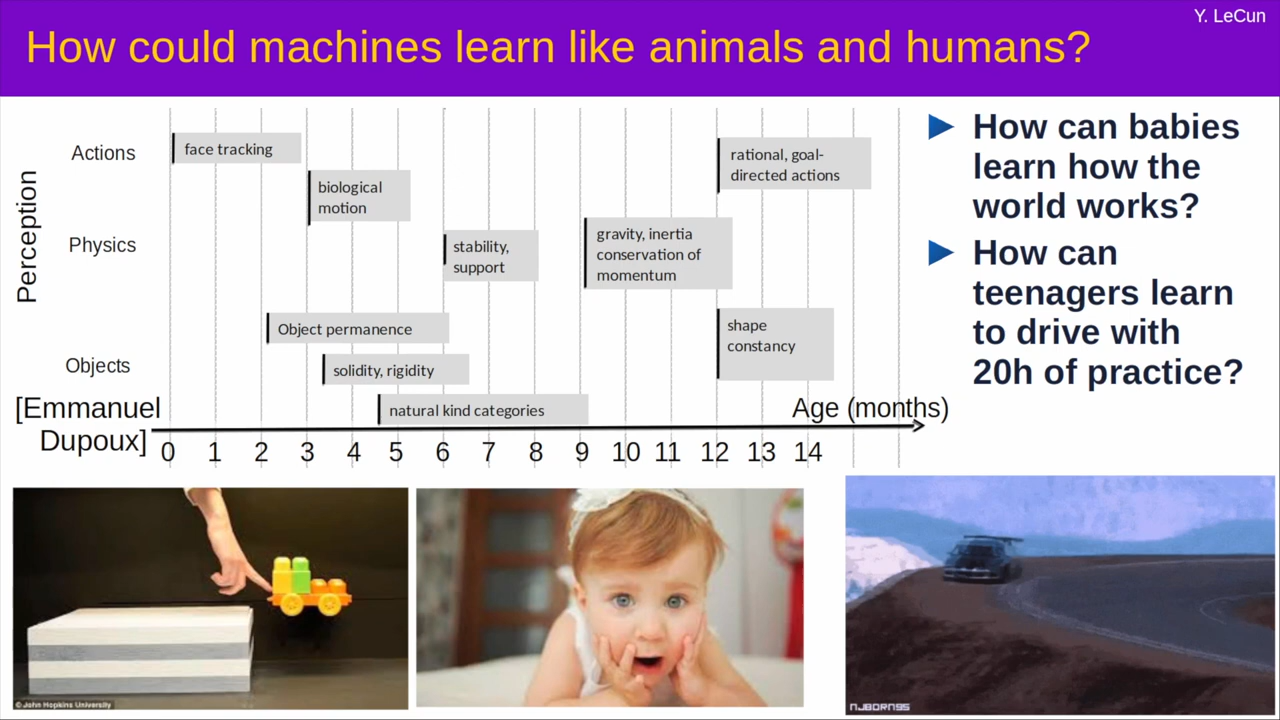 Y. LeCun
How could machines learn like animals and humans?
Perception
Actions
face tracking
biological
motion
rational, goal-
directed actions
Physics
stability,
support
gravity, inertia
conservation of
momentum
Objects
Object permanence
solidity, rigidity
natural kind categories
shape
constancy
[Emmanuel
Dupoux]
Age (months)
0 1 2 3 4 5 6 7 8 9 10 11 12 13 14
How can babies
learn how the
world works?
How can
teenagers learn
to drive with
20h of practice?
© John Hopkins University
NJBORN95